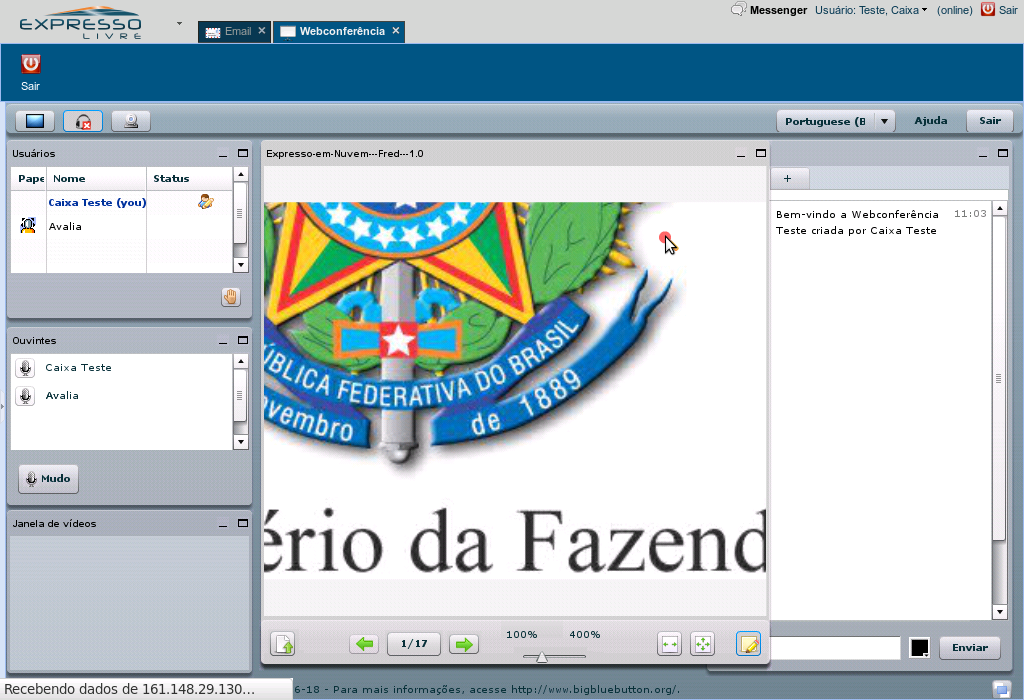 EXPRESSO
LIVRE
Email
Webconferência
Messenger
Usuário: Teste, Caixa
(online)
Sair
Sair
Portuguese (B
Ajuda
Sair
Usuários
Pape
Nome
Status
Caixa Teste (you)
Avalia
Ouvintes
Caixa Teste
Avalia
Mudo
Janela de vídeos
Expresso-em-Nuvem---Fred---1.0
ÚBLICA FEDERATIVA DO BRASIL
vembro
de 1889
ério da Fazend
1/17
100%
400%
+
Bem-vindo a Webconferência
11:03
Teste criada por Caixa Teste
Enviar
Recebendo dados de 161.148.29.130...
6-18 - Para mais informações, acesse http://www.bigbluebutton.org/.